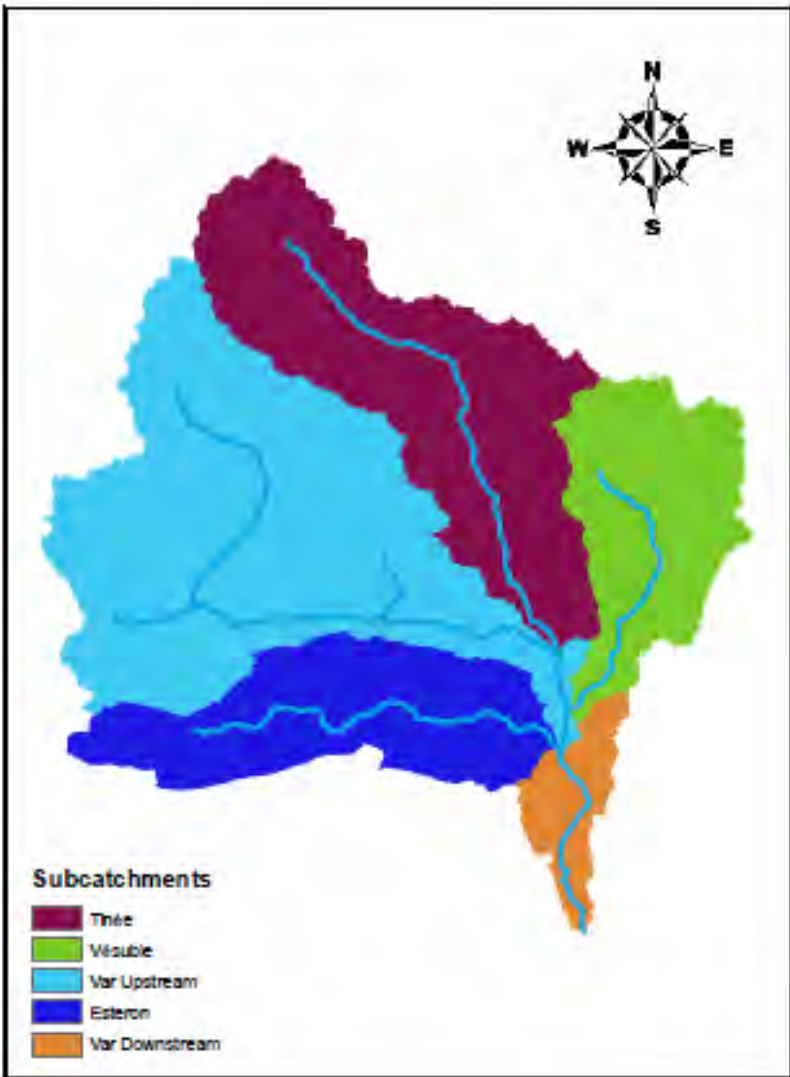 N
W E
S
Subcatchments
Tinée
Vésubie
Var Upstream
Esteron
Var Downstream